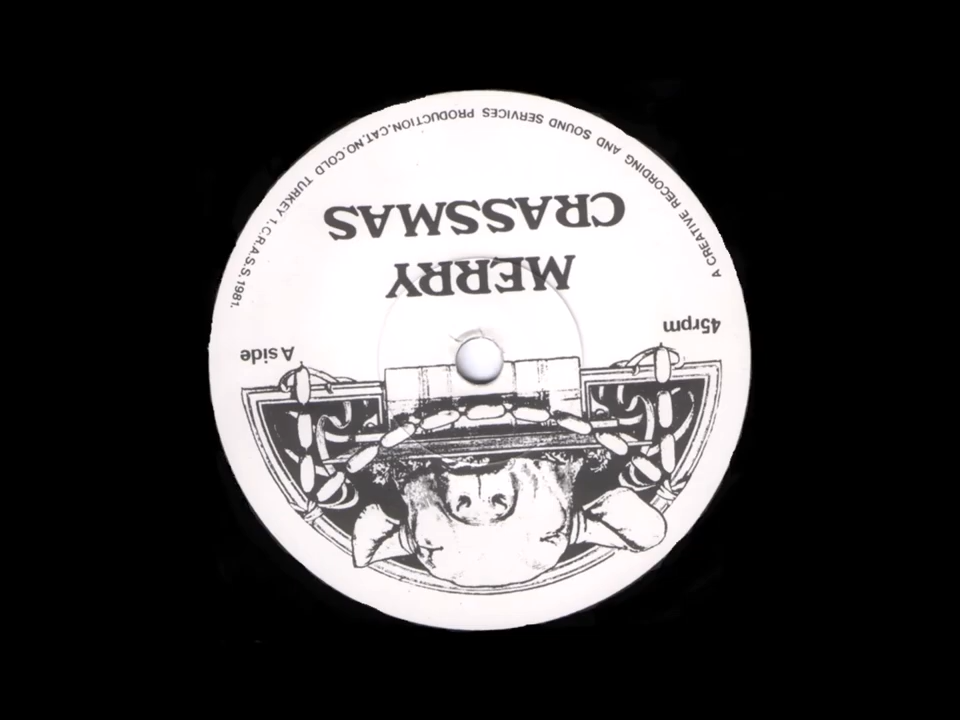 A CREATIVE RECORDING AND SOUND SERVICES PRODUCTION.CAT.NO.COLD TURKEY 1.C.R.A.S.S.1981.
45rpm
A side
MERRY
CRASSMAS